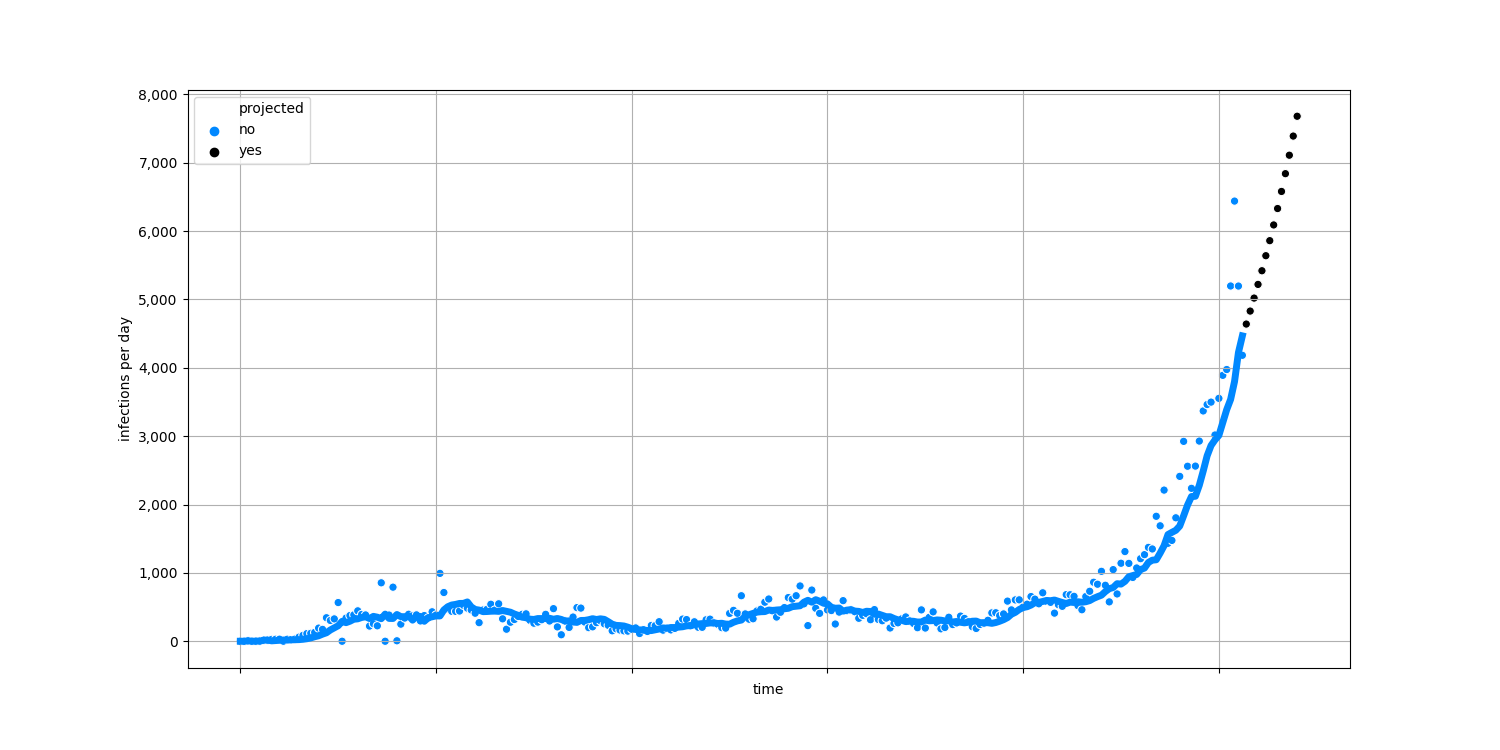 projected
no
yes
8,000
7,000
6,000
5,000
4,000
3,000
2,000
1,000
0
infections per day
time